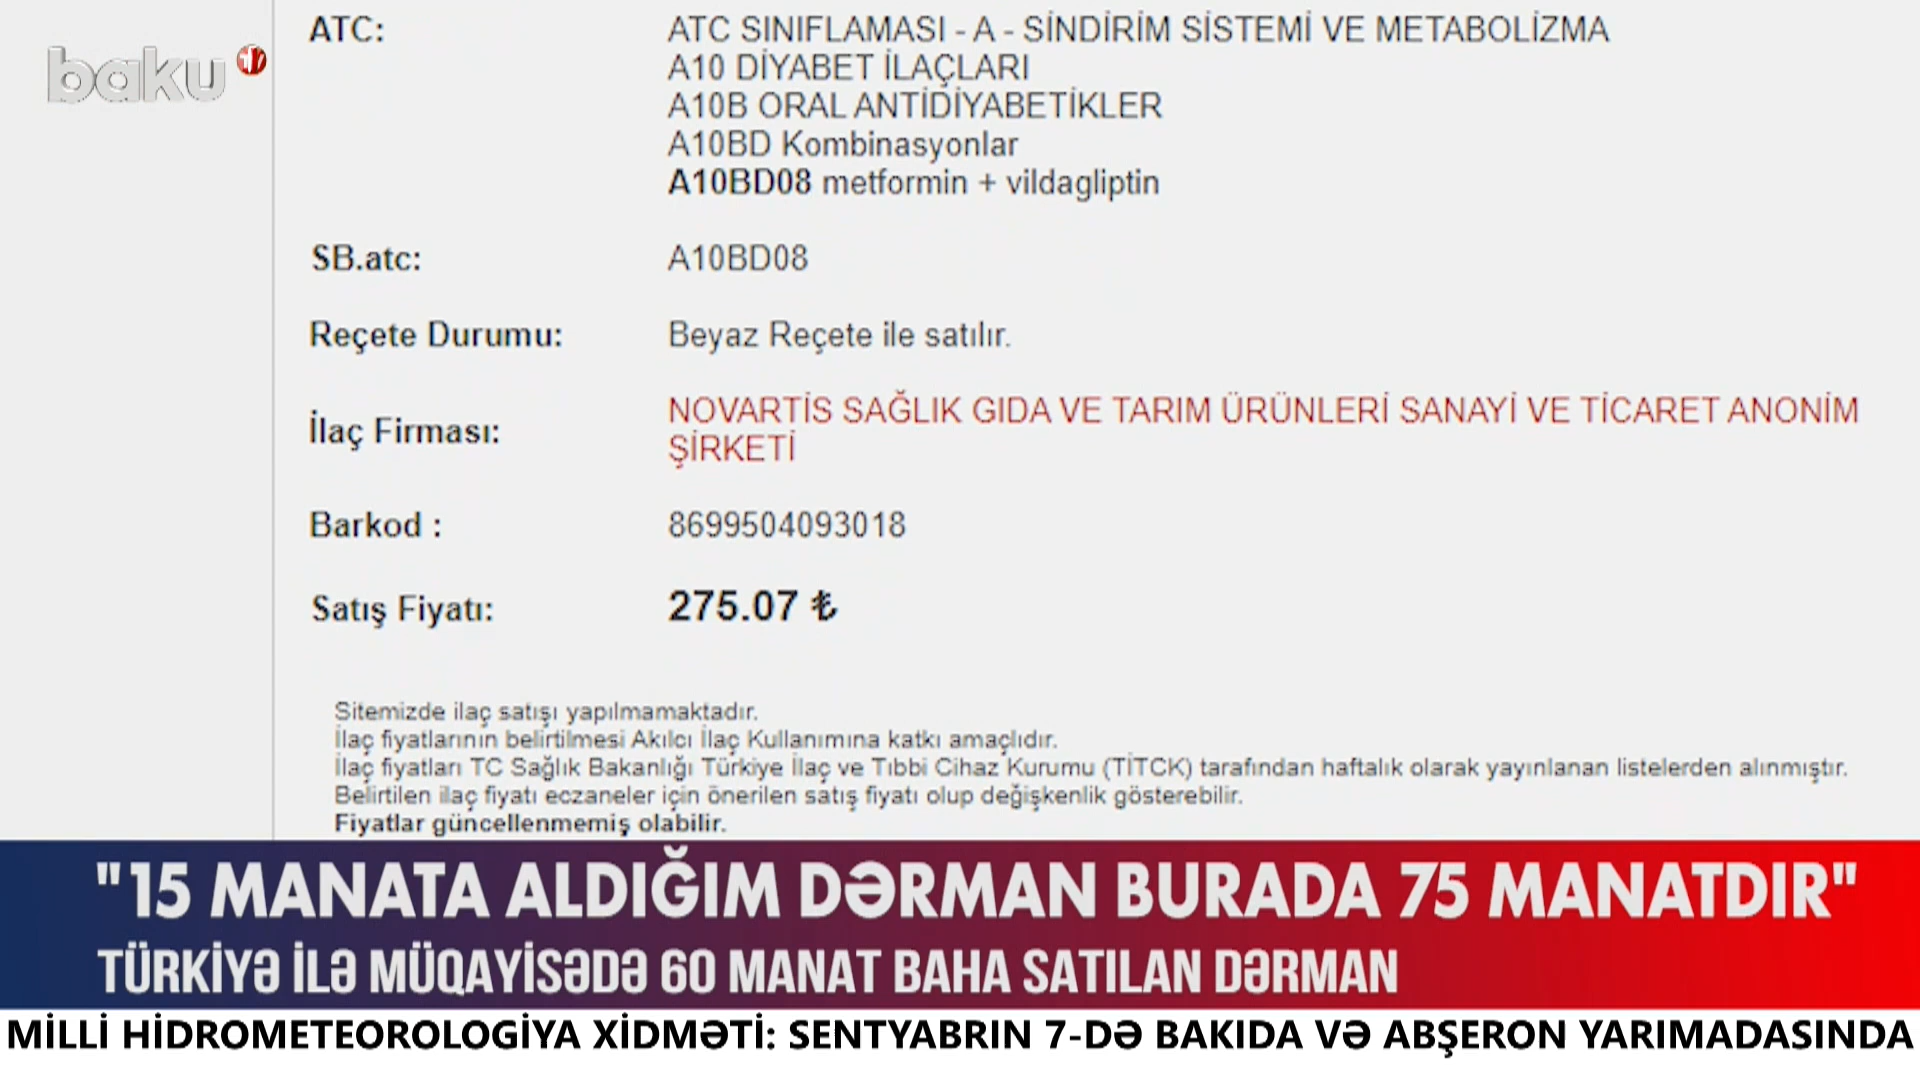 baku tv
ATC: ATC SINIFLAMASI - A - SİNDİRİM SİSTEMİ VE METABOLİZMA
A10 DİYABET İLAÇLARI
A10B ORAL ANTİDİYABETİKLER
A10BD Kombinasyonlar
A10BD08 metformin + vildagliptin
SB.atc: A10BD08
Reçete Durumu: Beyaz Reçete ile satılır.
İlaç Firması: NOVARTİS SAĞLIK GIDA VE TARIM ÜRÜNLERİ SANAYİ VE TİCARET ANONİM
ŞİRKETİ
Barkod : 8699504093018
Satış Fiyatı: 275.07 ₺
Sitemizde ilaç satışı yapılmamaktadır.
İlaç fiyatlarının belirtilmesi Akılcı İlaç Kullanımına katkı amaçlıdır.
İlaç fiyatları TC Sağlık Bakanlığı Türkiye İlaç ve Tıbbi Cihaz Kurumu (TİTCK) tarafından haftalık olarak yayınlanan listelerden alınmıştır.
Belirtilen ilaç fiyatı eczaneler için önerilen satış fiyatı olup değişkenlik gösterebilir.
Fiyatlar güncellenmemiş olabilir.
"15 MANATA ALDIĞIM DƏRMAN BURADA 75 MANATDIR"
TÜRKİYƏ İLƏ MÜQAYİSƏDƏ 60 MANAT BAHA SATILAN DƏRMAN
MİLLİ HİDROMETEOROLOGİYA XİDMƏTİ: SENTYABRIN 7-DƏ BAKIDA VƏ ABŞERON YARIMADASINDA